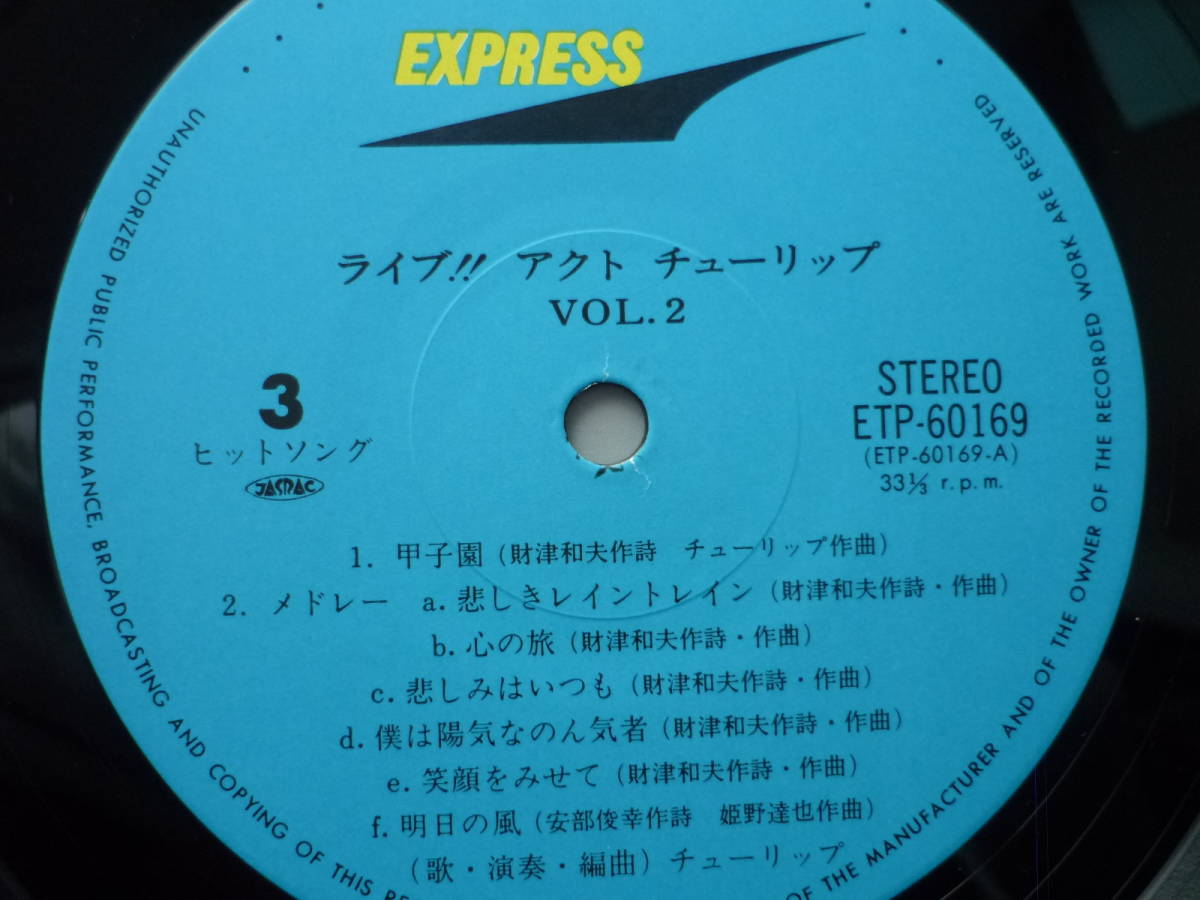 EXPRESS
ライブ!! アクト チューリップ
VOL.2
3
ヒットソング
JASRAC
STEREO
ETP-60169
(ETP-60169-A)
33⅓ r.p.m.
1. 甲子園 (財津和夫作詩 チューリップ作曲)
2. メドレー a. 悲しきレイントレイン (財津和夫作詩・作曲)
b. 心の旅 (財津和夫作詩・作曲)
c. 悲しみはいつも (財津和夫作詩・作曲)
d. 僕は陽気なのん気者 (財津和夫作詩・作曲)
e. 笑顔をみせて (財津和夫作詩・作曲)
f. 明日の風 (安部俊幸作詩 姫野達也作曲)
(歌・演奏・編曲) チューリップ
UNAUTHORIZED PUBLIC PERFORMANCE, BROADCASTING AND COPYING OF THIS RE
OF THE MANUFACTURER AND OF THE OWNER OF THE RECORDED WORK ARE RESERVED